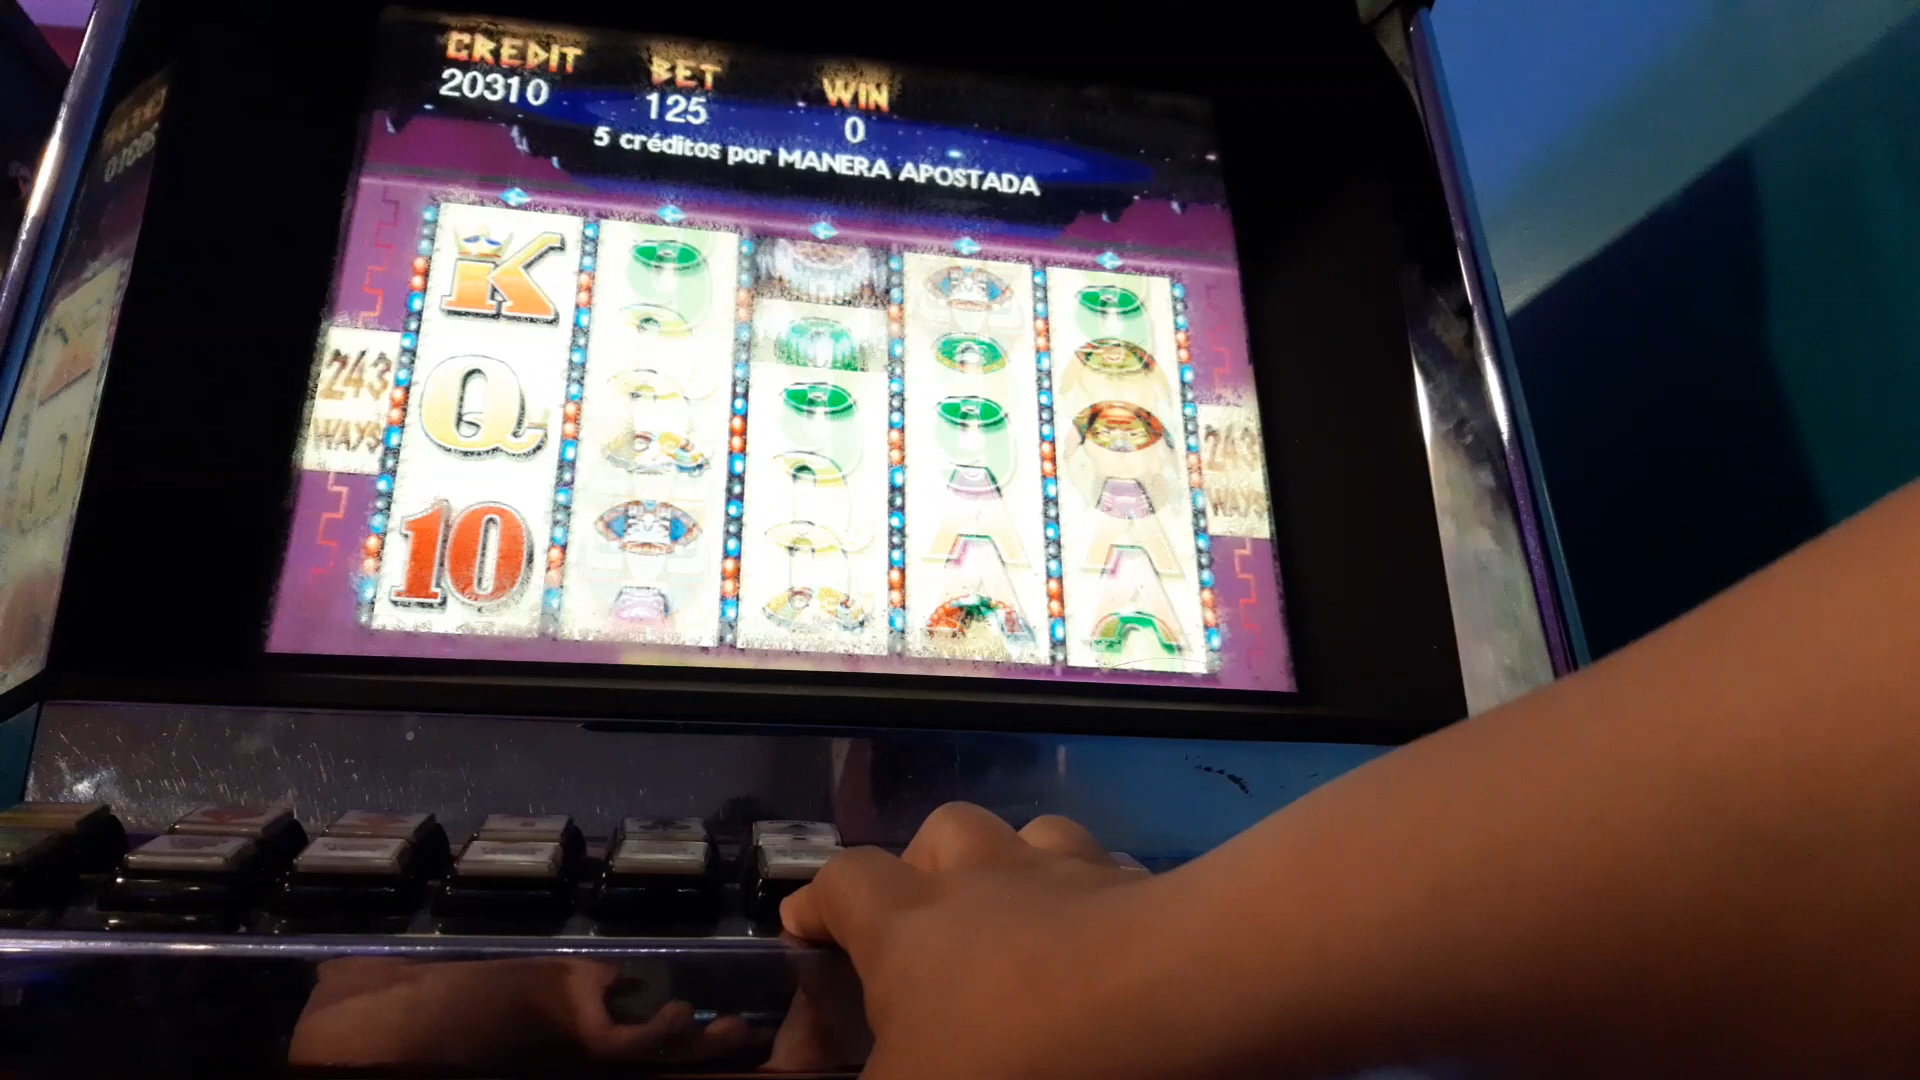 CREDIT BET WIN
20310 125 0
5 créditos por MANERA APOSTADA
K
Q
10
243
WAYS
243
WAYS